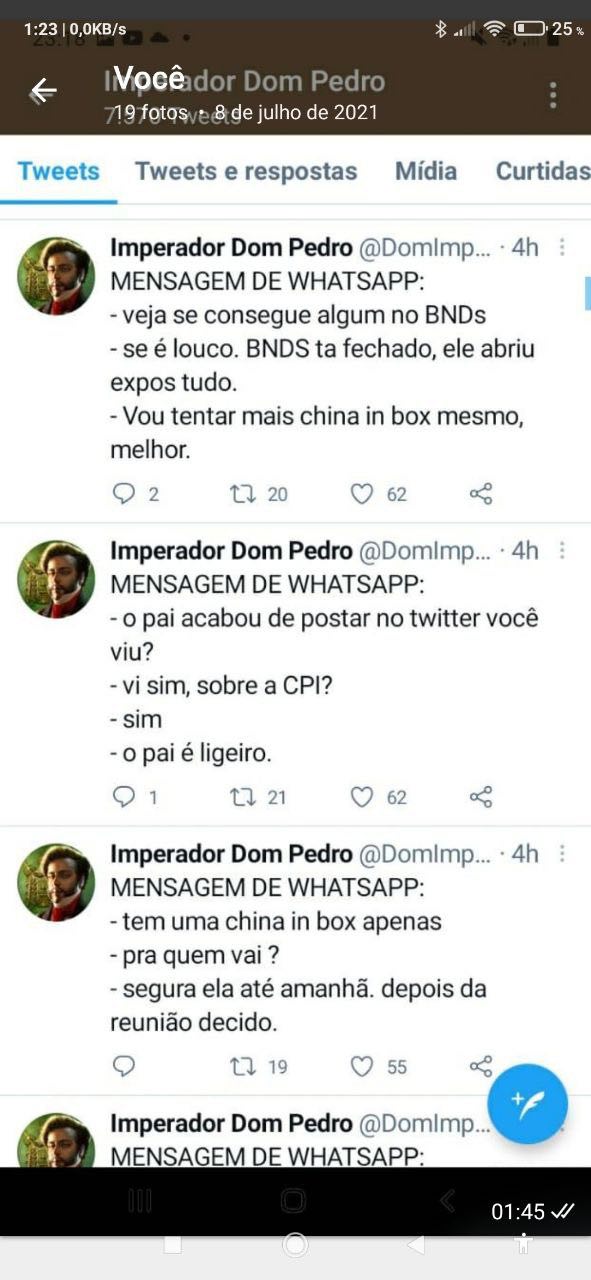 1:23 | 0,0KB/s
25 %
Você
Imperador Dom Pedro
19 fotos • 8 de julho de 2021
Tweets Tweets e respostas Mídia Curtidas
Imperador Dom Pedro @DomImp... · 4h
MENSAGEM DE WHATSAPP:
- veja se consegue algum no BNDs
- se é louco. BNDS ta fechado, ele abriu
expos tudo.
- Vou tentar mais china in box mesmo,
melhor.
2 20 62
Imperador Dom Pedro @DomImp... · 4h
MENSAGEM DE WHATSAPP:
- o pai acabou de postar no twitter você
viu?
- vi sim, sobre a CPI?
- sim
- o pai é ligeiro.
1 21 62
Imperador Dom Pedro @DomImp... · 4h
MENSAGEM DE WHATSAPP:
- tem uma china in box apenas
- pra quem vai ?
- segura ela até amanhã. depois da
reunião decido.
19 55
Imperador Dom Pedro @DomImp...
MENSAGEM DE WHATSAPP:
01:45